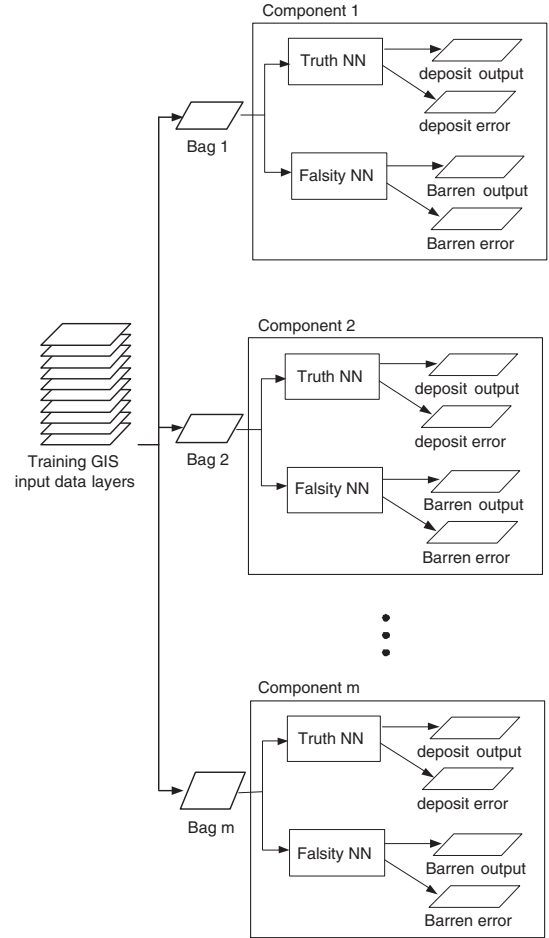 Component 1
Truth NN
deposit output
deposit error
Bag 1
Falsity NN
Barren output
Barren error
Component 2
Truth NN
deposit output
deposit error
Training GIS
input data layers
Bag 2
Falsity NN
Barren output
Barren error
Component m
Truth NN
deposit output
deposit error
Bag m
Falsity NN
Barren output
Barren error